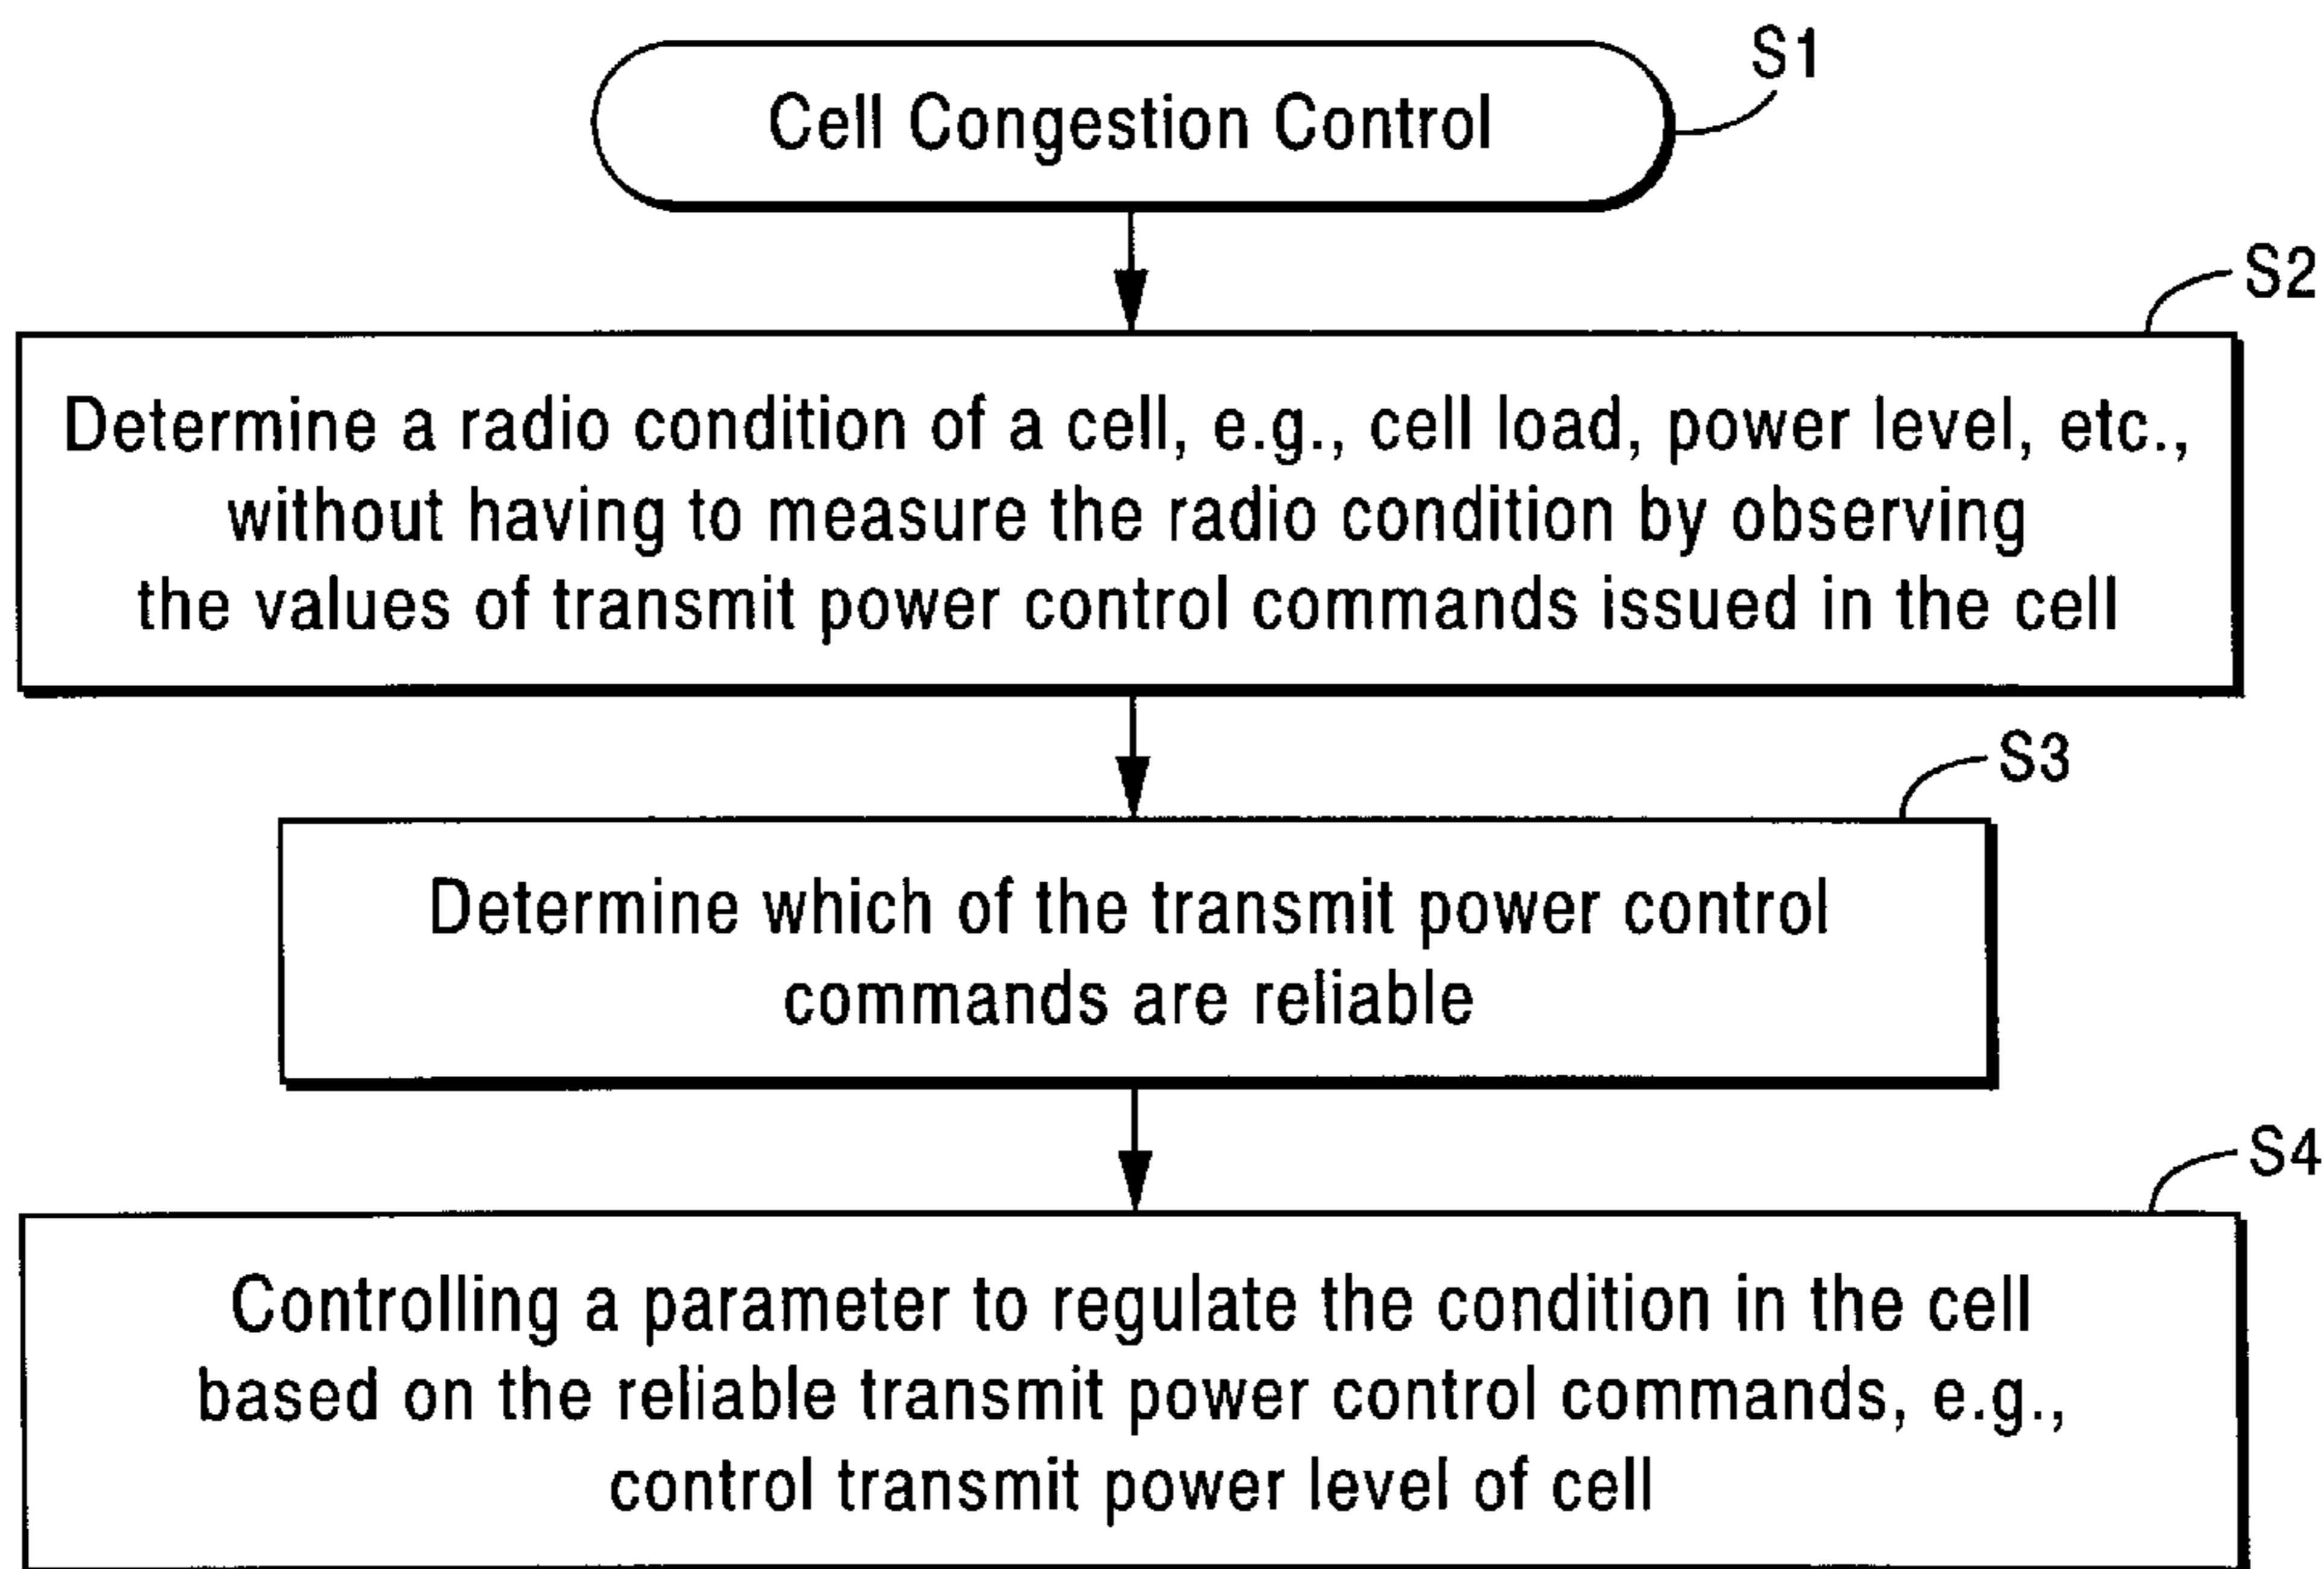 S1
Cell Congestion Control
S2
Determine a radio condition of a cell, e.g., cell load, power level, etc.,
without having to measure the radio condition by observing
the values of transmit power control commands issued in the cell
S3
Determine which of the transmit power control
commands are reliable
S4
Controlling a parameter to regulate the condition in the cell
based on the reliable transmit power control commands, e.g.,
control transmit power level of cell